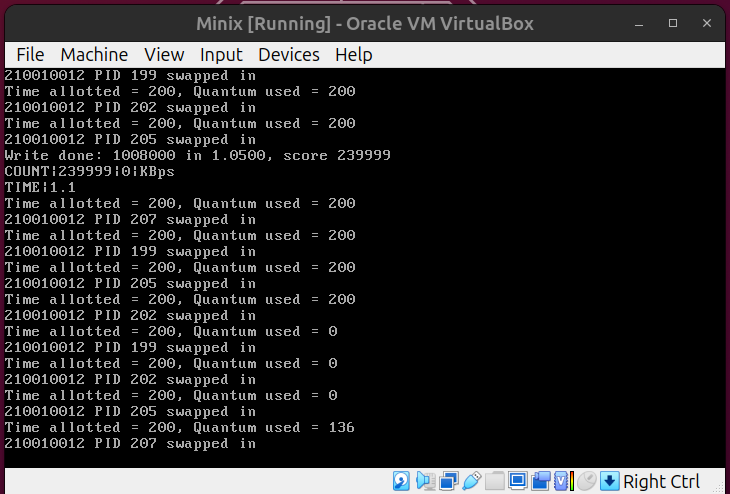 Minix [Running] - Oracle VM VirtualBox
File Machine View Input Devices Help
210010012 PID 199 swapped in
Time allotted = 200, Quantum used = 200
210010012 PID 202 swapped in
Time allotted = 200, Quantum used = 200
210010012 PID 205 swapped in
Write done: 1008000 in 1.0500, score 239999
COUNT|239999|0|KBps
TIME|1.1
Time allotted = 200, Quantum used = 200
210010012 PID 207 swapped in
Time allotted = 200, Quantum used = 200
210010012 PID 199 swapped in
Time allotted = 200, Quantum used = 200
210010012 PID 205 swapped in
Time allotted = 200, Quantum used = 200
210010012 PID 202 swapped in
Time allotted = 200, Quantum used = 0
210010012 PID 199 swapped in
Time allotted = 200, Quantum used = 0
210010012 PID 202 swapped in
Time allotted = 200, Quantum used = 0
210010012 PID 205 swapped in
Time allotted = 200, Quantum used = 136
210010012 PID 207 swapped in
Right Ctrl